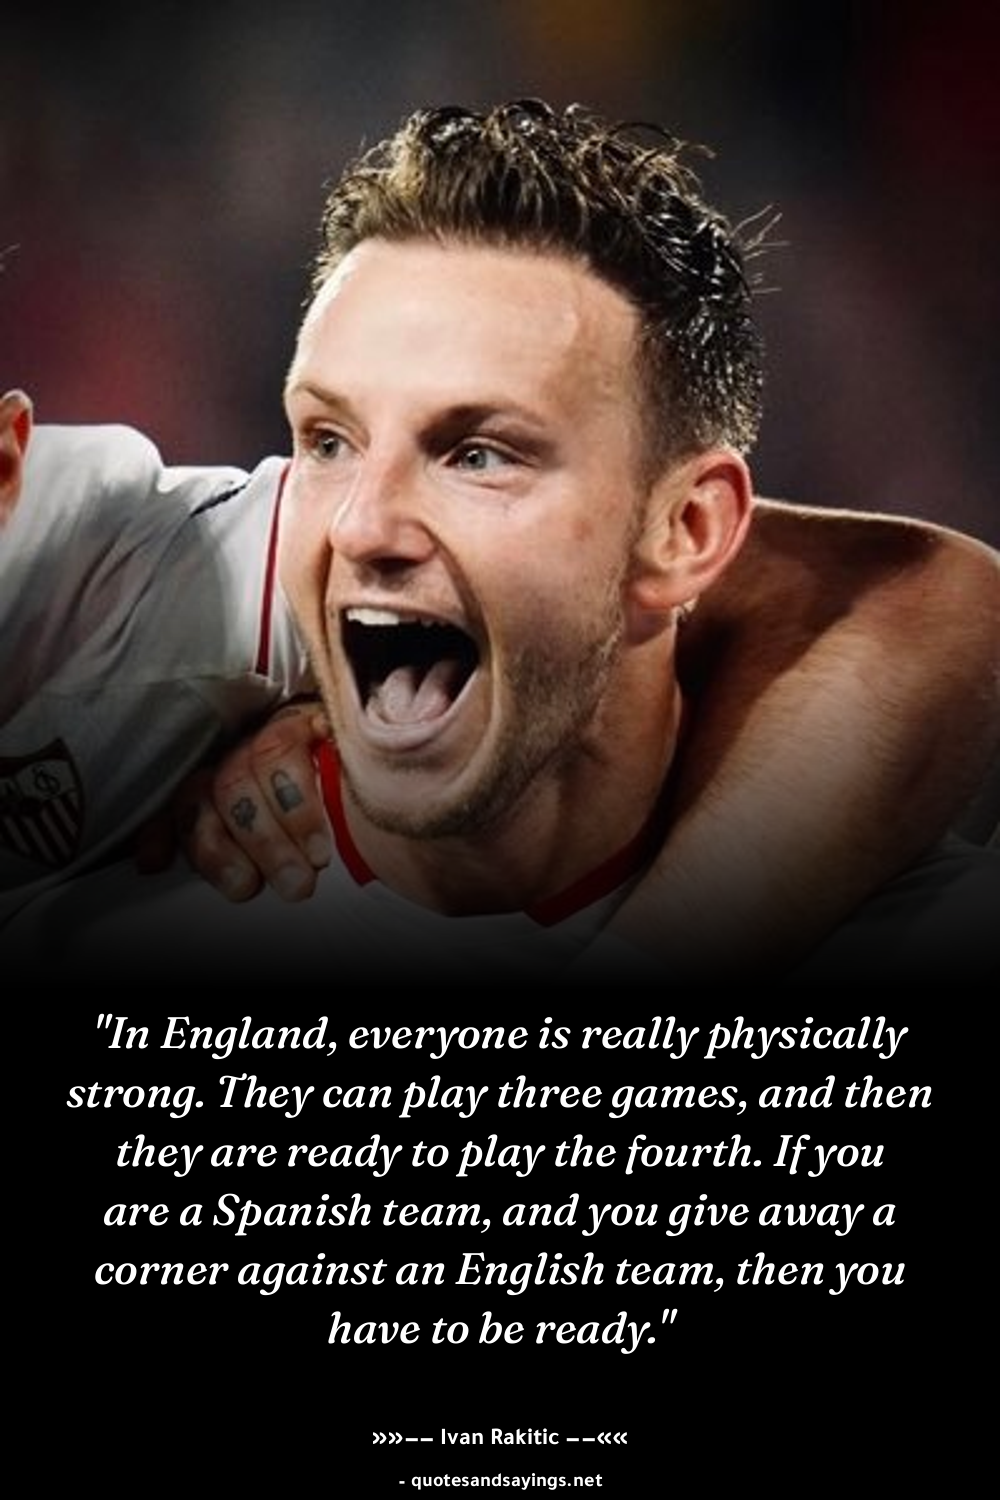 "In England, everyone is really physically
strong. They can play three games, and then
they are ready to play the fourth. If you
are a Spanish team, and you give away a
corner against an English team, then you
have to be ready."
»»−− Ivan Rakitic −−««
- quotesandsayings.net